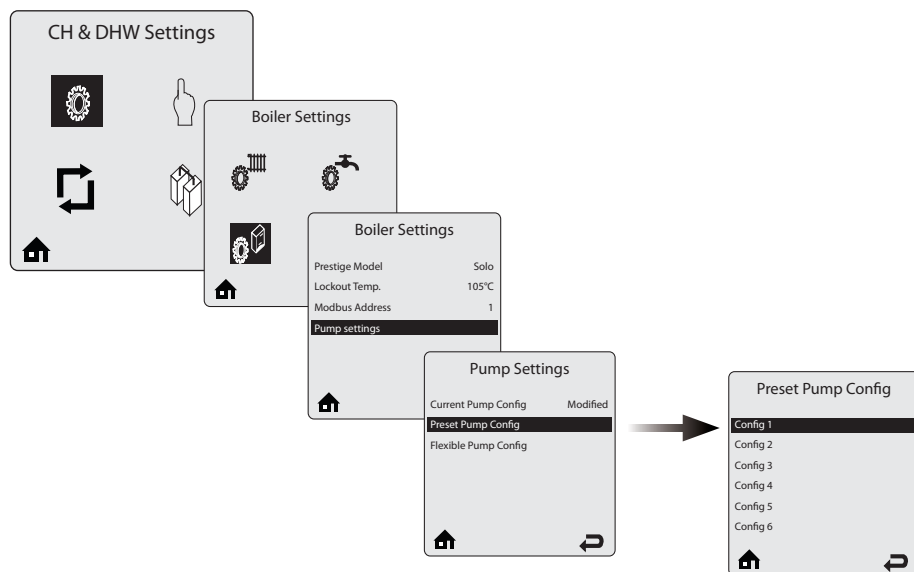 CH & DHW Settings
Boiler Settings
Boiler Settings
Prestige Model Solo
Lockout Temp. 105°C
Modbus Address 1
Pump settings
Pump Settings
Current Pump Config Modified
Preset Pump Config
Flexible Pump Config
Preset Pump Config
Config 1
Config 2
Config 3
Config 4
Config 5
Config 6